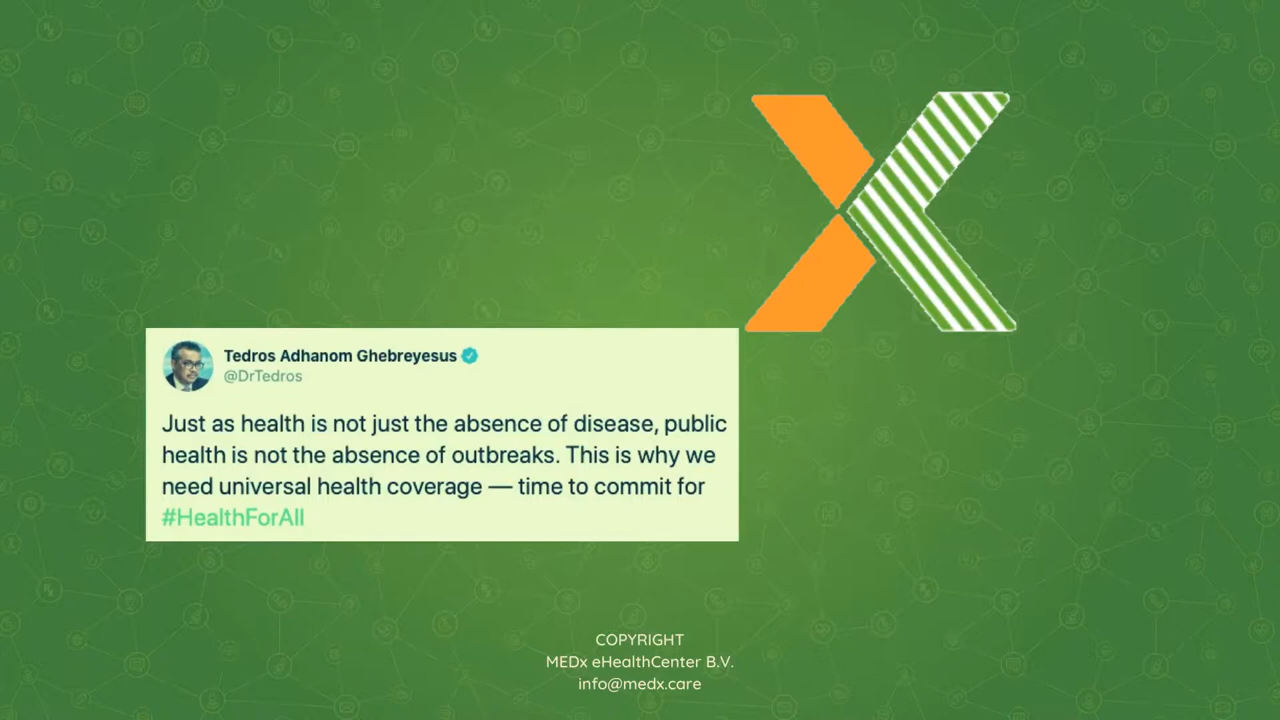 Tedros Adhanom Ghebreyesus
@DrTedros
Just as health is not just the absence of disease, public
health is not the absence of outbreaks. This is why we
need universal health coverage — time to commit for
#HealthForAll
COPYRIGHT
MEDx eHealthCenter B.V.
info@medx.care